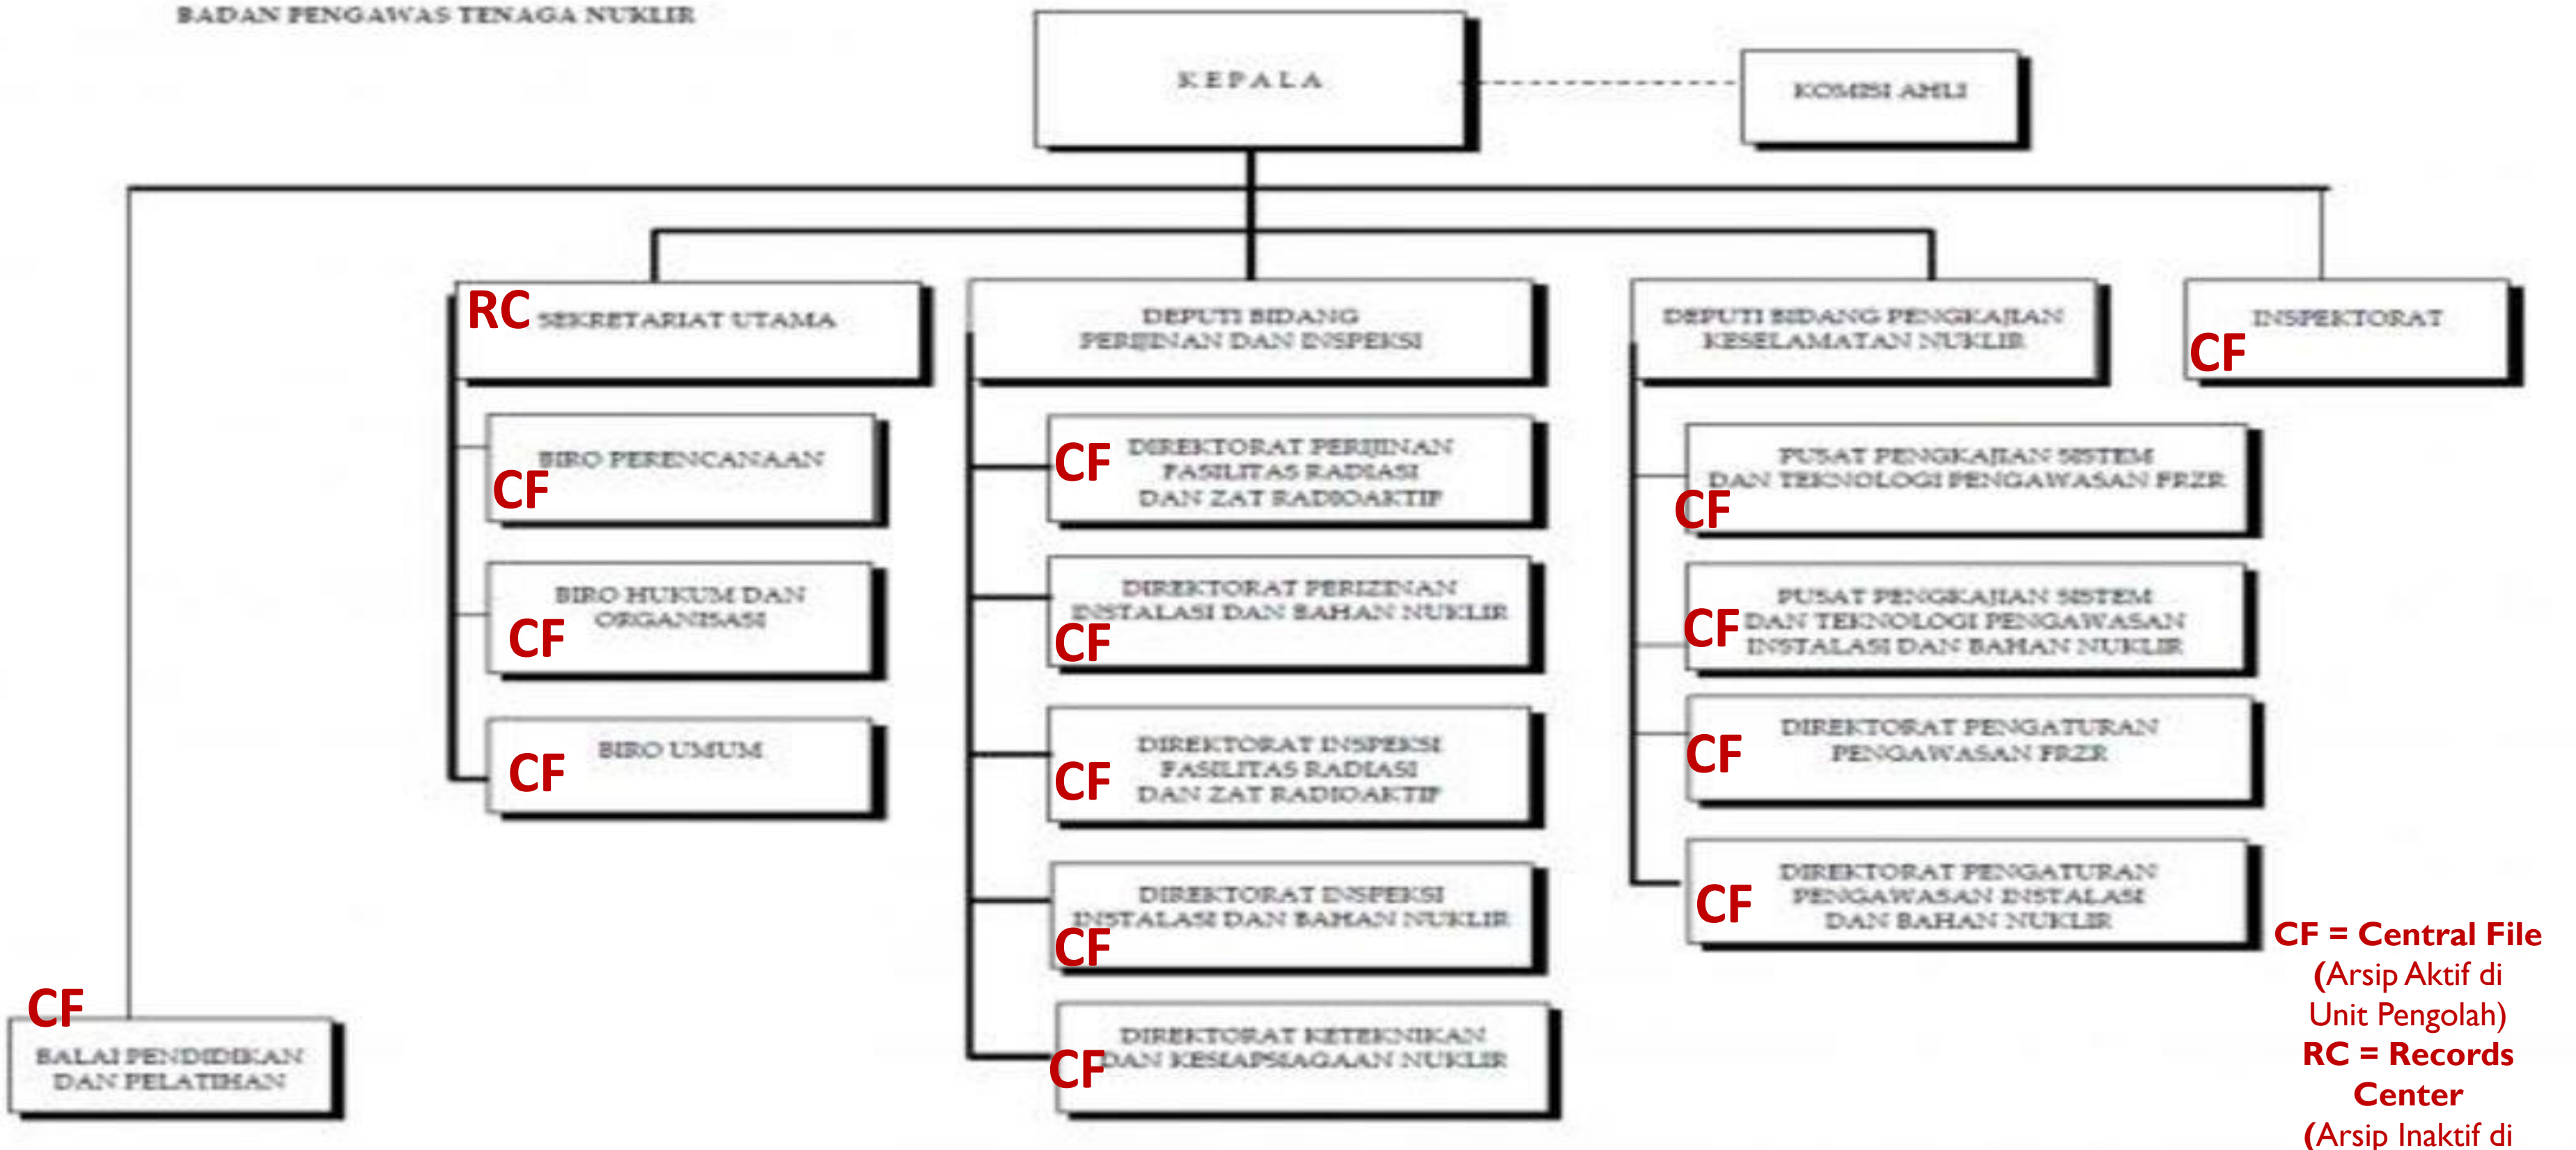 BADAN PENGAWAS TENAGA NUKLIR
KEPALA
KOMISI AHLI
RC
SEKRETARIAT UTAMA
DEPUTI BIDANG
PERIJINAN DAN INSPEKSI
DEPUTI BIDANG PENGKAJIAN
KESELAMATAN NUKLIR
INSPEKTORAT
CF
BIRO PERENCANAAN
CF
BIRO HUKUM DAN
ORGANISASI
CF
BIRO UMUM
CF
CF
DIREKTORAT PERIJINAN
FASILITAS RADIASI
DAN ZAT RADIOAKTIF
DIREKTORAT PERIZINAN
INSTALASI DAN BAHAN NUKLIR
CF
DIREKTORAT INSPEKSI
FASILITAS RADIASI
DAN ZAT RADIOAKTIF
CF
DIREKTORAT INSPEKSI
INSTALASI DAN BAHAN NUKLIR
CF
DIREKTORAT KETEKNIKAN
DAN KESIAPSIAGAAN NUKLIR
CF
PUSAT PENGKAJIAN SISTEM
DAN TEKNOLOGI PENGAWASAN FRZR
CF
PUSAT PENGKAJIAN SISTEM
DAN TEKNOLOGI PENGAWASAN
INSTALASI DAN BAHAN NUKLIR
CF
DIREKTORAT PENGATURAN
PENGAWASAN FRZR
CF
DIREKTORAT PENGATURAN
PENGAWASAN INSTALASI
DAN BAHAN NUKLIR
CF
CF
BALAI PENDIDIKAN
DAN PELATIHAN
CF = Central File
(Arsip Aktif di
Unit Pengolah)
RC = Records
Center
(Arsip Inaktif di